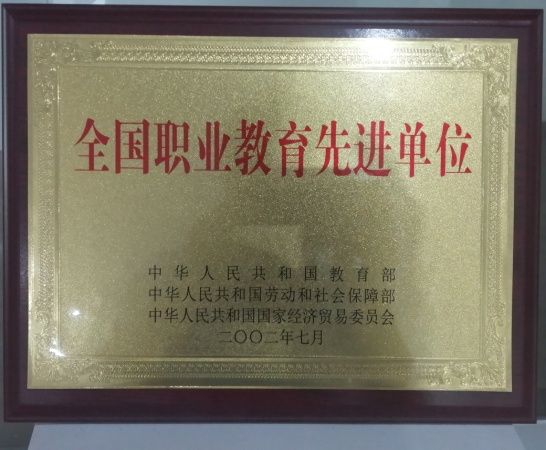 全国职业教育先进单位
中华人民共和国教育部
中华人民共和国劳动和社会保障部
中华人民共和国国家经济贸易委员会
二〇〇二年七月